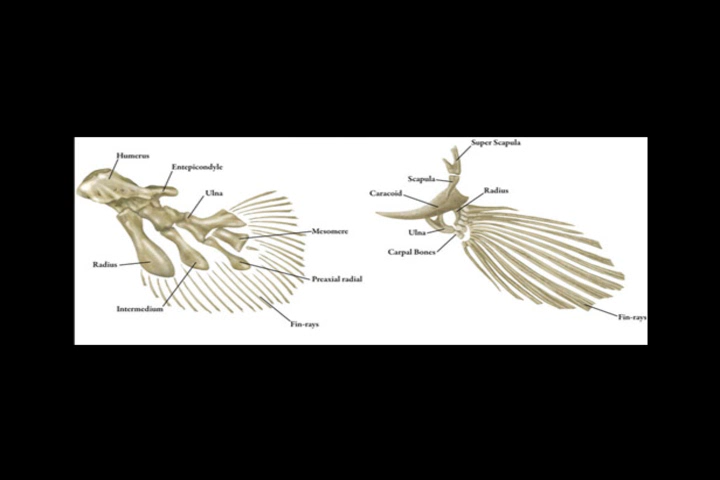 Humerus
Entepicondyle
Ulna
Mesomere
Radius
Preaxial radial
Intermedium
Fin-rays
Super Scapula
Scapula
Caracoid
Radius
Ulna
Carpal Bones
Fin-rays